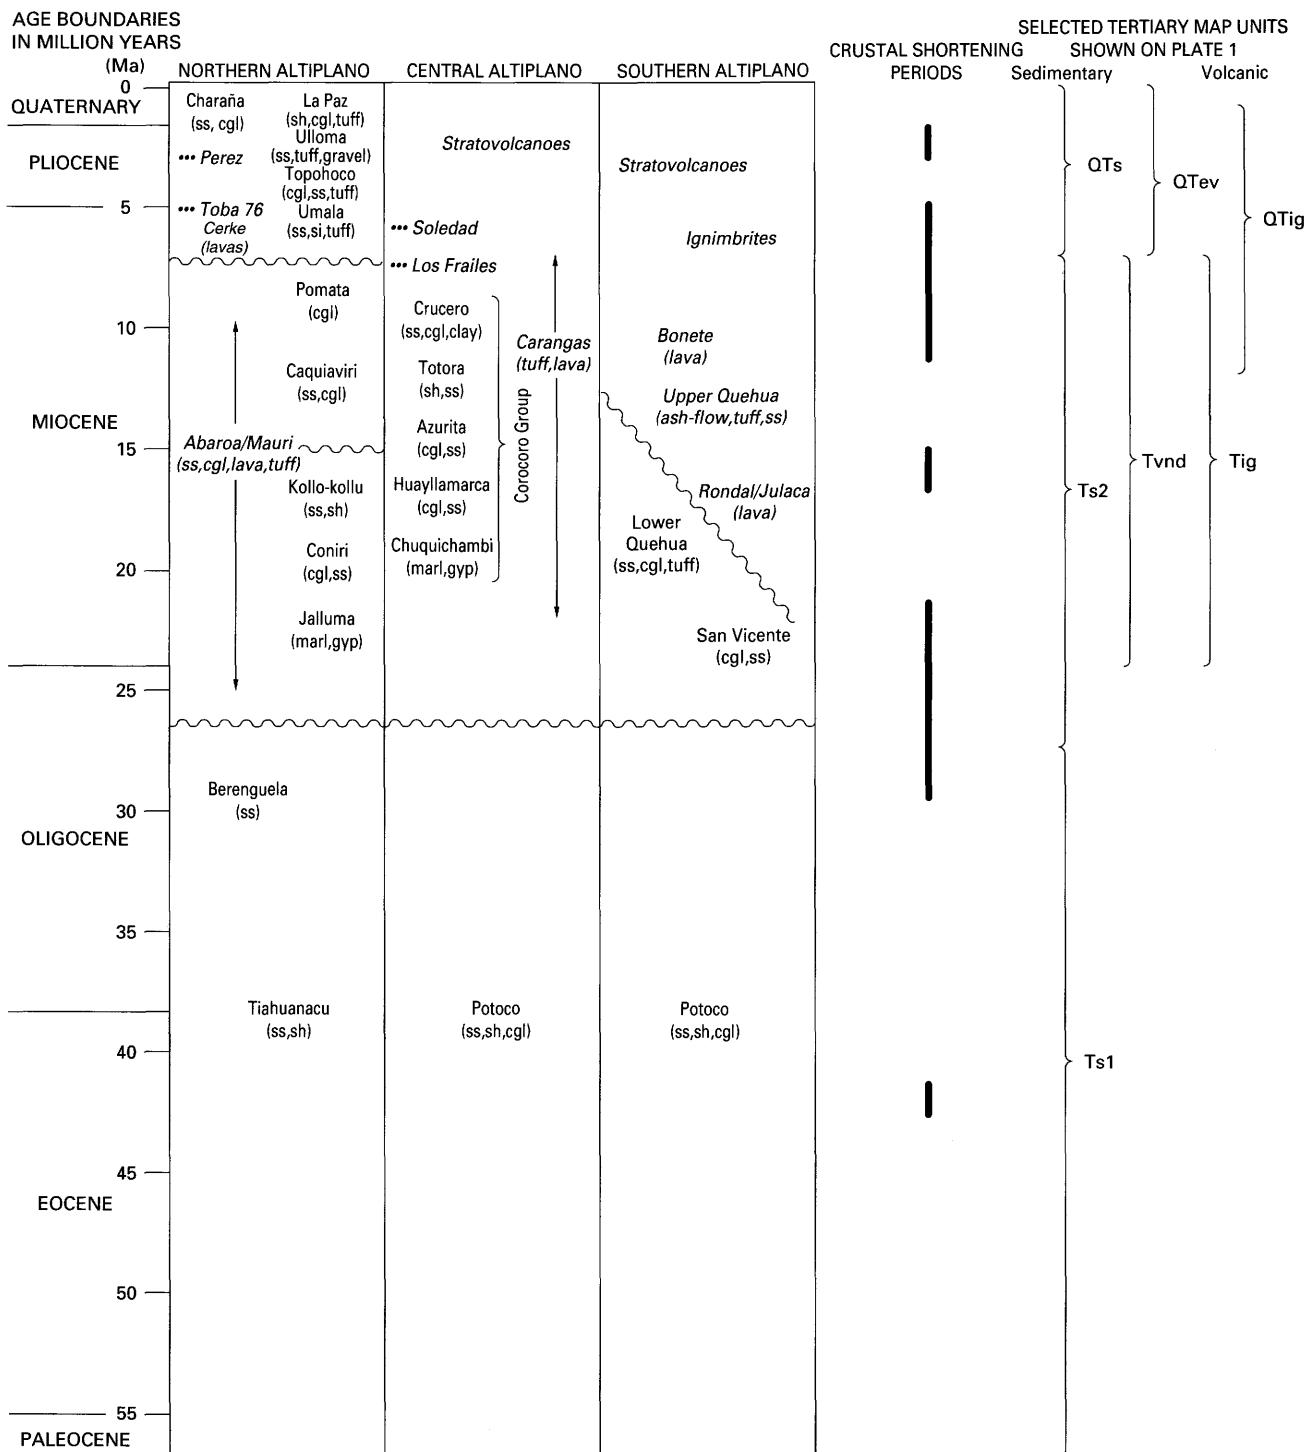 AGE BOUNDARIES
IN MILLION YEARS
(Ma)
NORTHERN ALTIPLANO
CENTRAL ALTIPLANO
SOUTHERN ALTIPLANO
CRUSTAL SHORTENING
PERIODS
SELECTED TERTIARY MAP UNITS
SHOWN ON PLATE 1
Sedimentary
Volcanic
0
5
10
15
20
25
30
35
40
45
50
55
QUATERNARY
PLIOCENE
MIOCENE
OLIGOCENE
EOCENE
PALEOCENE
Charaña
(ss, cgl)
••• Perez
••• Toba 76
Cerke
(lavas)
La Paz
(sh,cgl,tuff)
Ulloma
(ss,tuff,gravel)
Topohoco
(cgl,ss,tuff)
Umala
(ss,si,tuff)
Pomata
(cgl)
Caquiaviri
(ss,cgl)
Abaroa/Mauri
(ss,cgl,lava,tuff)
Kollo-kollu
(ss,sh)
Coniri
(cgl,ss)
Jalluma
(marl,gyp)
Berenguela
(ss)
Tiahuanacu
(ss,sh)
Stratovolcanoes
••• Soledad
••• Los Frailes
Crucero
(ss,cgl,clay)
Totora
(sh,ss)
Azurita
(cgl,ss)
Huayllamarca
(cgl,ss)
Chuquichambi
(marl,gyp)
Corocoro Group
Carangas
(tuff,lava)
Potoco
(ss,sh,cgl)
Stratovolcanoes
Ignimbrites
Bonete
(lava)
Upper Quehua
(ash-flow,tuff,ss)
Rondal/Julaca
(lava)
Lower
Quehua
(ss,cgl,tuff)
San Vicente
(cgl,ss)
Potoco
(ss,sh,cgl)
QTs
QTev
QTig
Ts2
Tvnd
Tig
Ts1